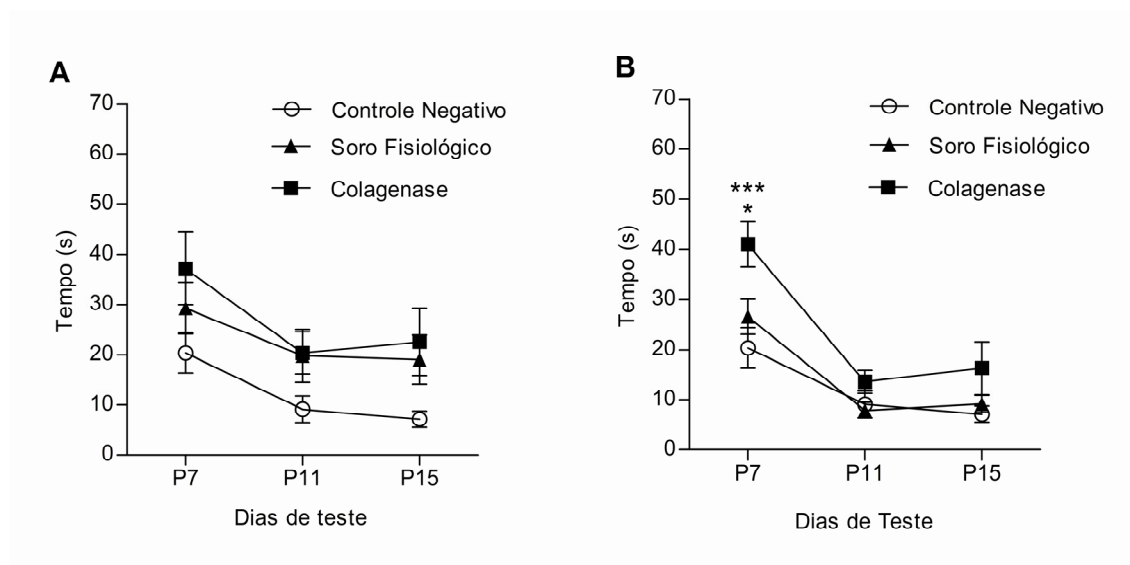 A
70
60
50
40
30
20
10
0
Tempo (s)
Controle Negativo
Soro Fisiológico
Colagenase
P7 P11 P15
Dias de teste
B
70
60
50
40
30
20
10
0
Tempo (s)
Controle Negativo
Soro Fisiológico
Colagenase
***
*
P7 P11 P15
Dias de Teste